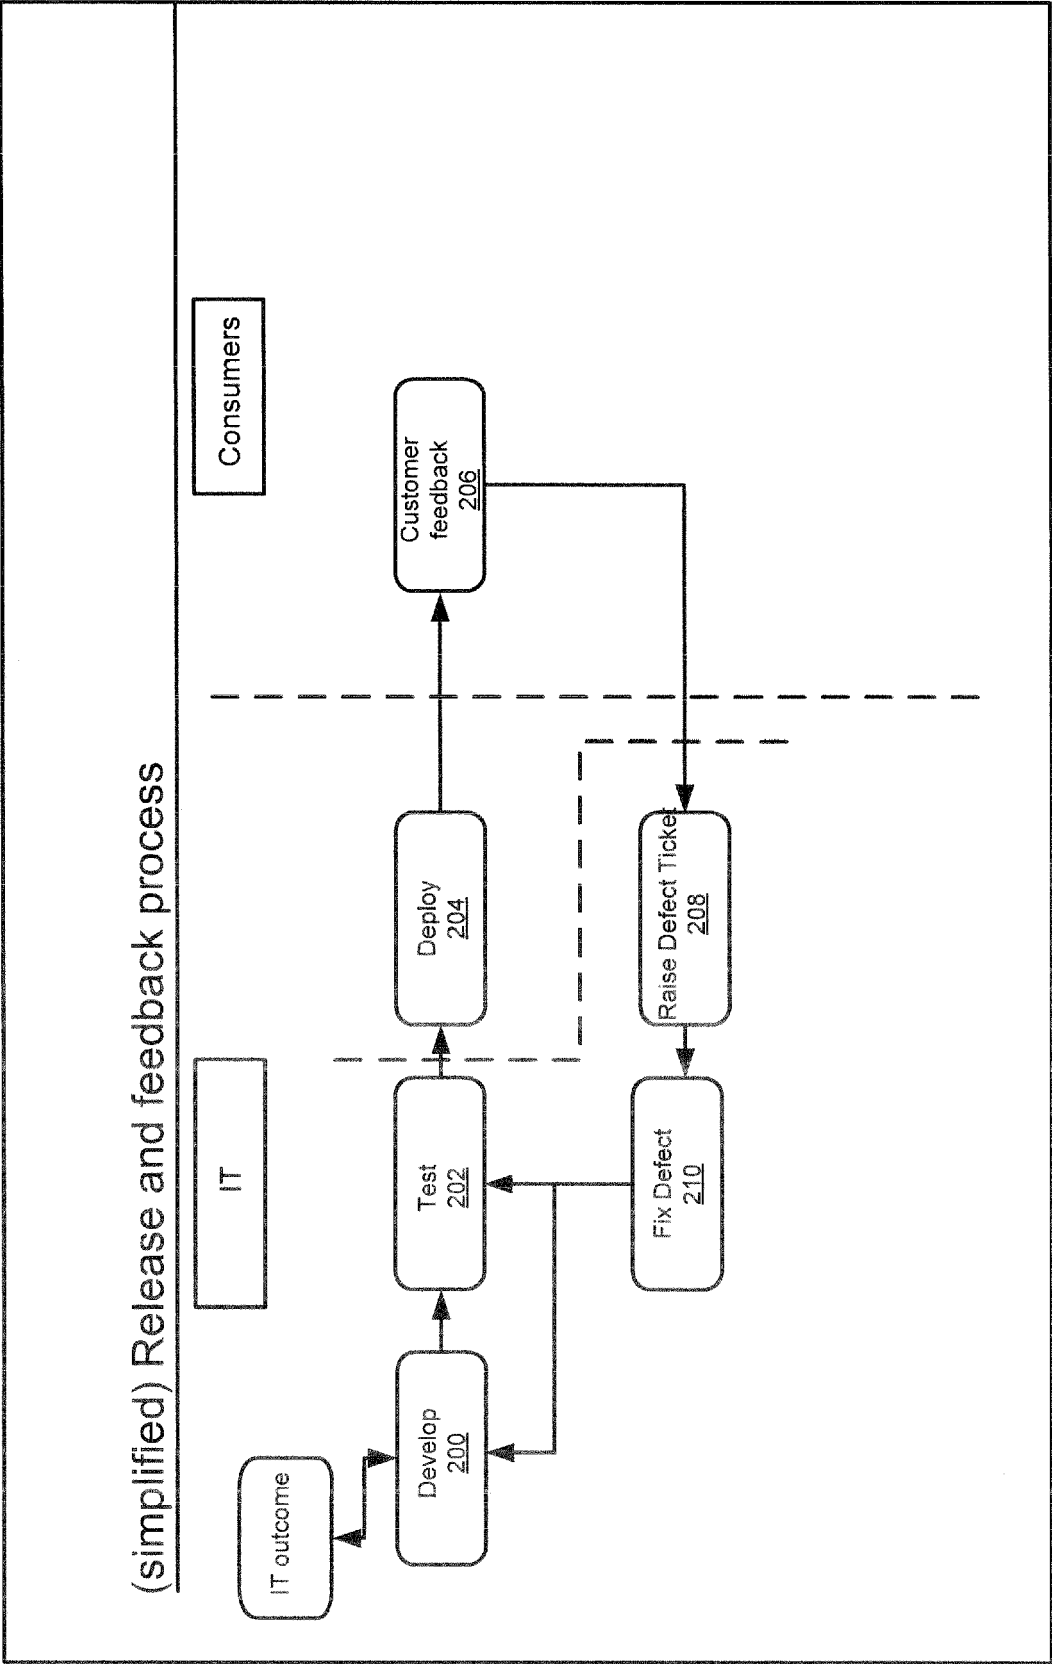 (simplified) Release and feedback process
IT
Consumers
IT outcome
Develop
200
Test
202
Deploy
204
Customer
feedback
206
Fix Defect
210
Raise Defect Ticket
208